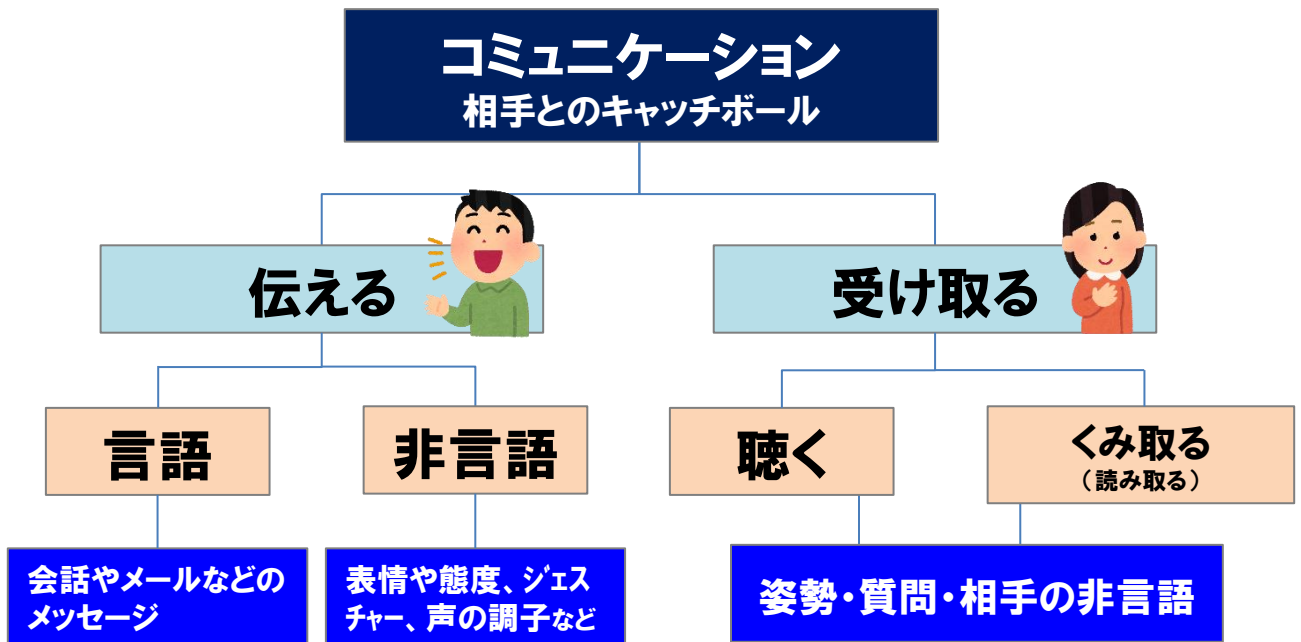 コミュニケーション
相手とのキャッチボール
伝える
受け取る
言語
非言語
聴く
くみ取る
（読み取る）
会話やメールなどの
メッセージ
表情や態度、ｼﾞｪｽ
ﾁｬｰ、声の調子など
姿勢・質問・相手の非言語